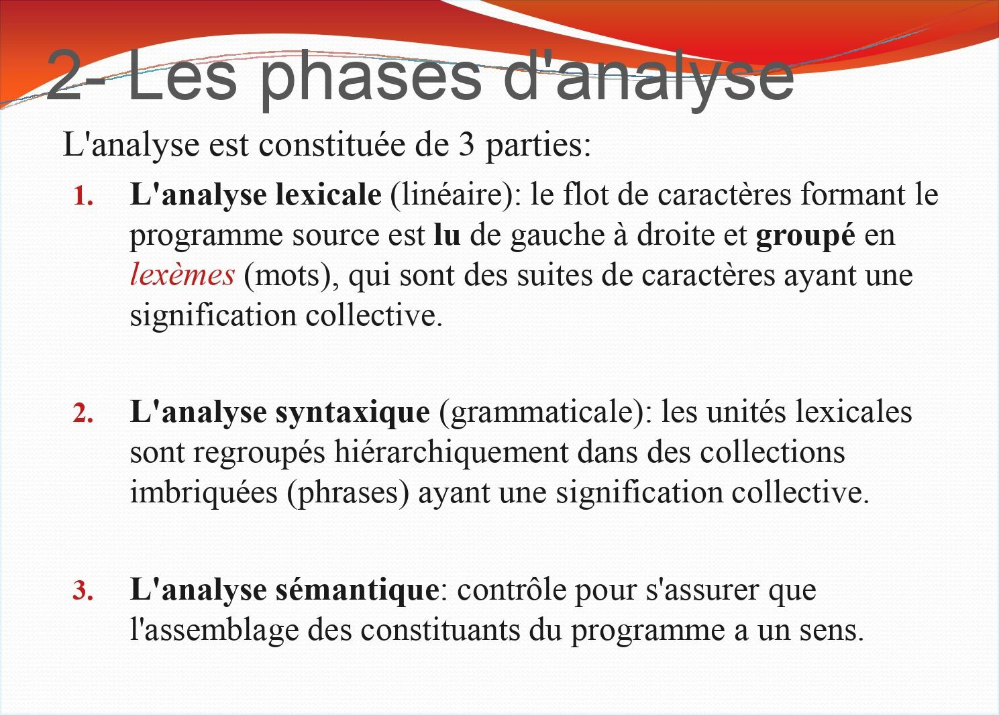 2- Les phases d'analyse
L'analyse est constituée de 3 parties:
1. L'analyse lexicale (linéaire): le flot de caractères formant le
programme source est lu de gauche à droite et groupé en
lexèmes (mots), qui sont des suites de caractères ayant une
signification collective.
2. L'analyse syntaxique (grammaticale): les unités lexicales
sont regroupés hiérarchiquement dans des collections
imbriquées (phrases) ayant une signification collective.
3. L'analyse sémantique: contrôle pour s'assurer que
l'assemblage des constituants du programme a un sens.